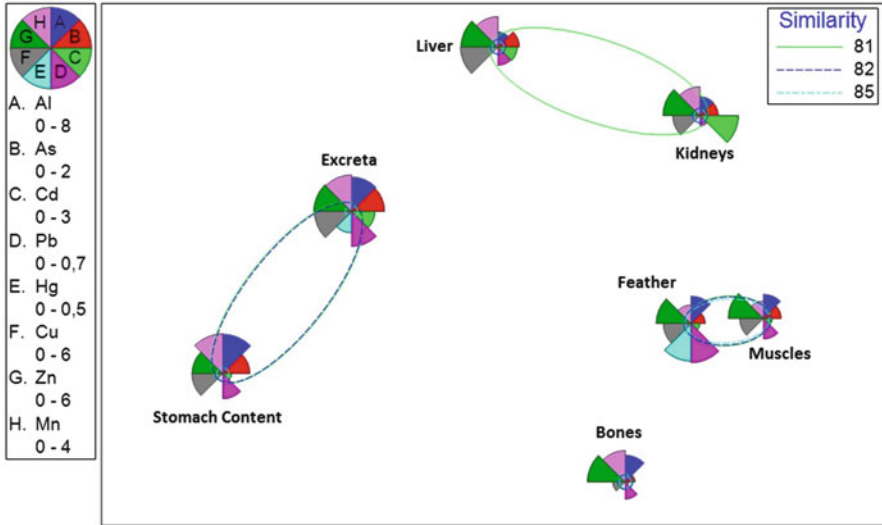 H A
G B
F C
E D
A. Al
0 - 8
B. As
0 - 2
C. Cd
0 - 3
D. Pb
0 - 0,7
E. Hg
0 - 0,5
F. Cu
0 - 6
G. Zn
0 - 6
H. Mn
0 - 4
Similarity
81
82
85
Liver
Kidneys
Excreta
Feather
Muscles
Stomach Content
Bones